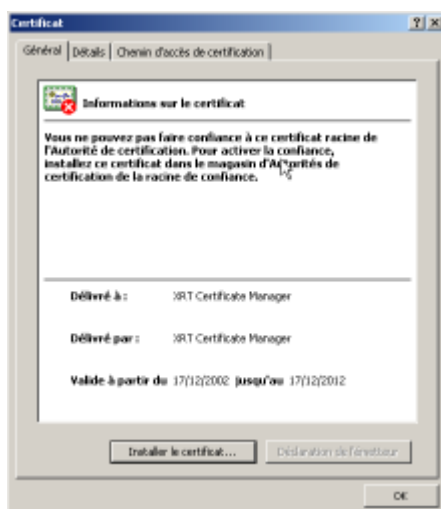 Certificat
Général Détails Chemin d'accès de certification
Informations sur le certificat
Vous ne pouvez pas faire confiance à ce certificat racine de
l'Autorité de certification. Pour activer la confiance,
installez ce certificat dans le magasin d'Autorités de
certification de la racine de confiance.
Délivré à : XRT Certificate Manager
Délivré par : XRT Certificate Manager
Valide à partir du 17/12/2002 jusqu'au 17/12/2012
Installer le certificat... Déclaration de l'émetteur
OK